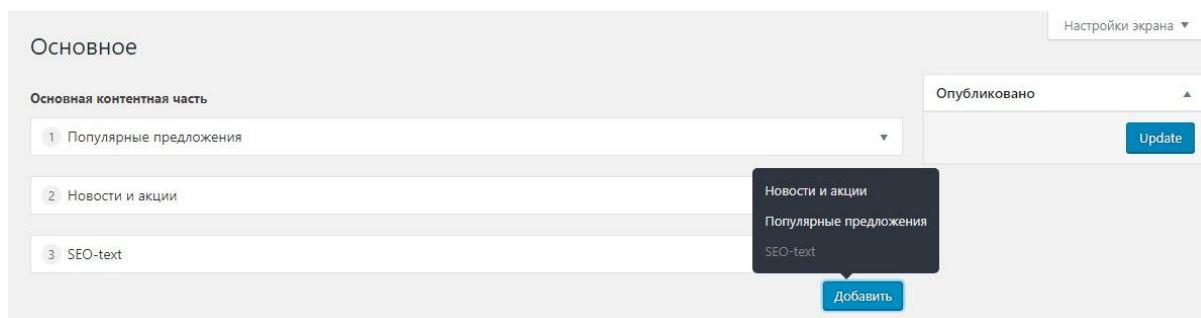 Настройки экрана ▼
Основное
Основная контентная часть
1 Популярные предложения
2 Новости и акции
3 SEO-text
Новости и акции
Популярные предложения
SEO-text
Добавить
Опубликовано
Update